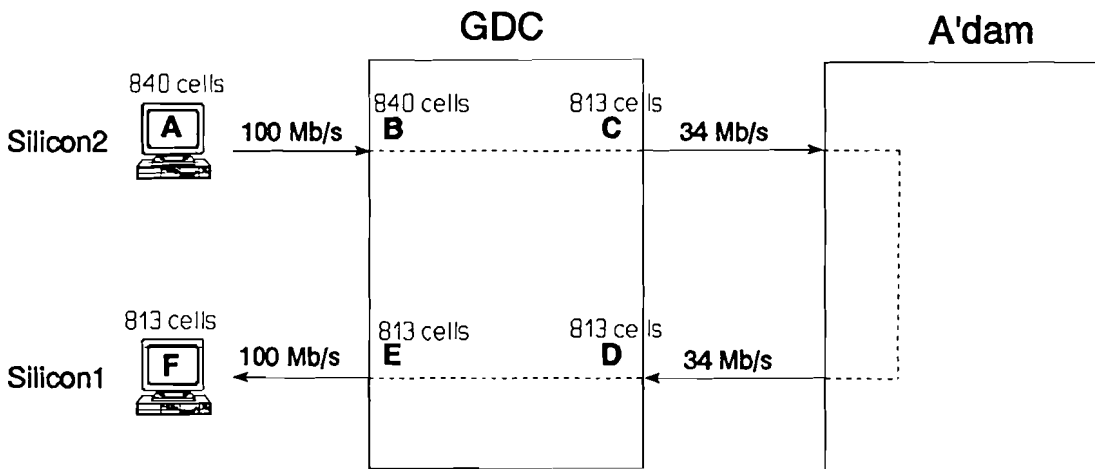 GDC
A'dam
840 cells
Silicon2
A
100 Mb/s
840 cells
B
813 cells
C
34 Mb/s
813 cells
Silicon1
F
100 Mb/s
813 cells
E
813 cells
D
34 Mb/s